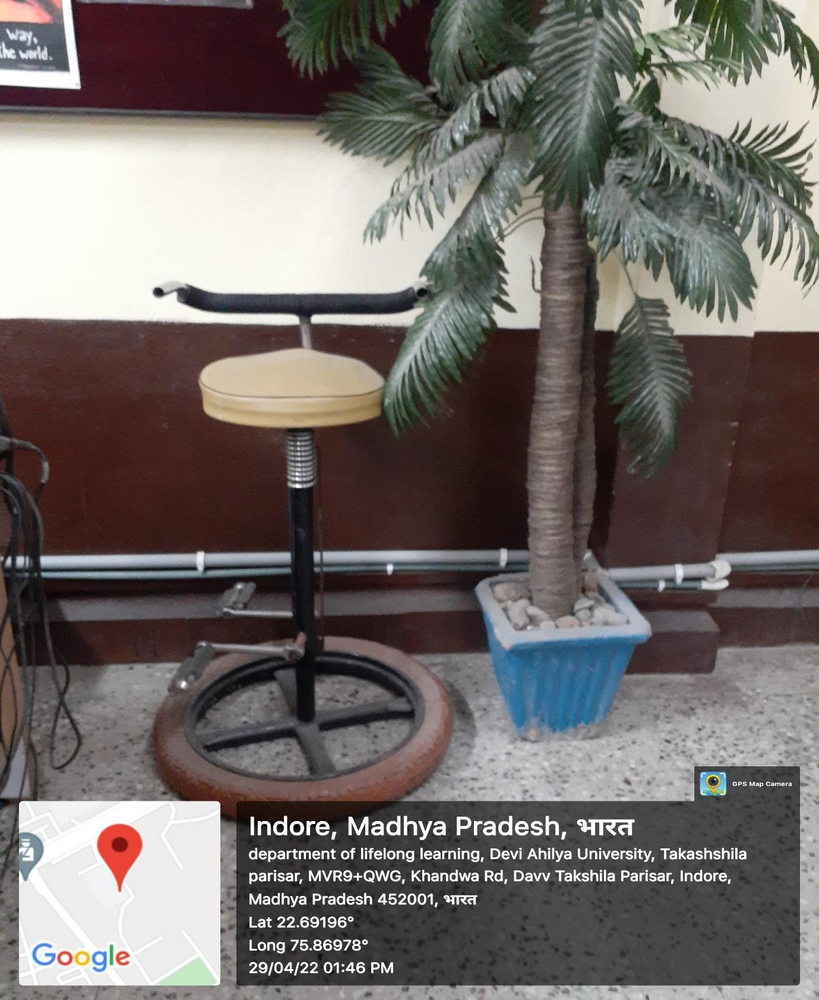 way,
the world.
GPS Map Camera
Indore, Madhya Pradesh, भारत
department of lifelong learning, Devi Ahilya University, Takashshila
parisar, MVR9+QWG, Khandwa Rd, Davv Takshila Parisar, Indore,
Madhya Pradesh 452001, भारत
Lat 22.69196°
Long 75.86978°
29/04/22 01:46 PM
Google